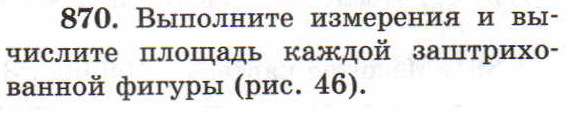 870. Выполните измерения и вы-
числите площадь каждой заштрихо-
ванной фигуры (рис. 46).